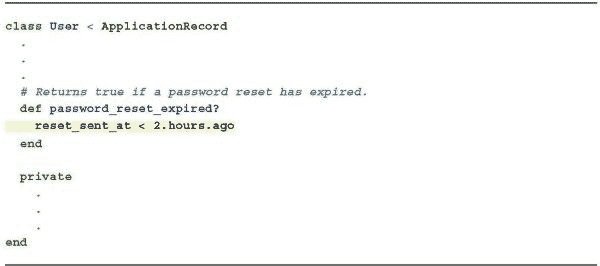 class User < ApplicationRecord
.
.
.
# Returns true if a password reset has expired.
def password_reset_expired?
reset_sent_at < 2.hours.ago
end
private
.
.
.
end